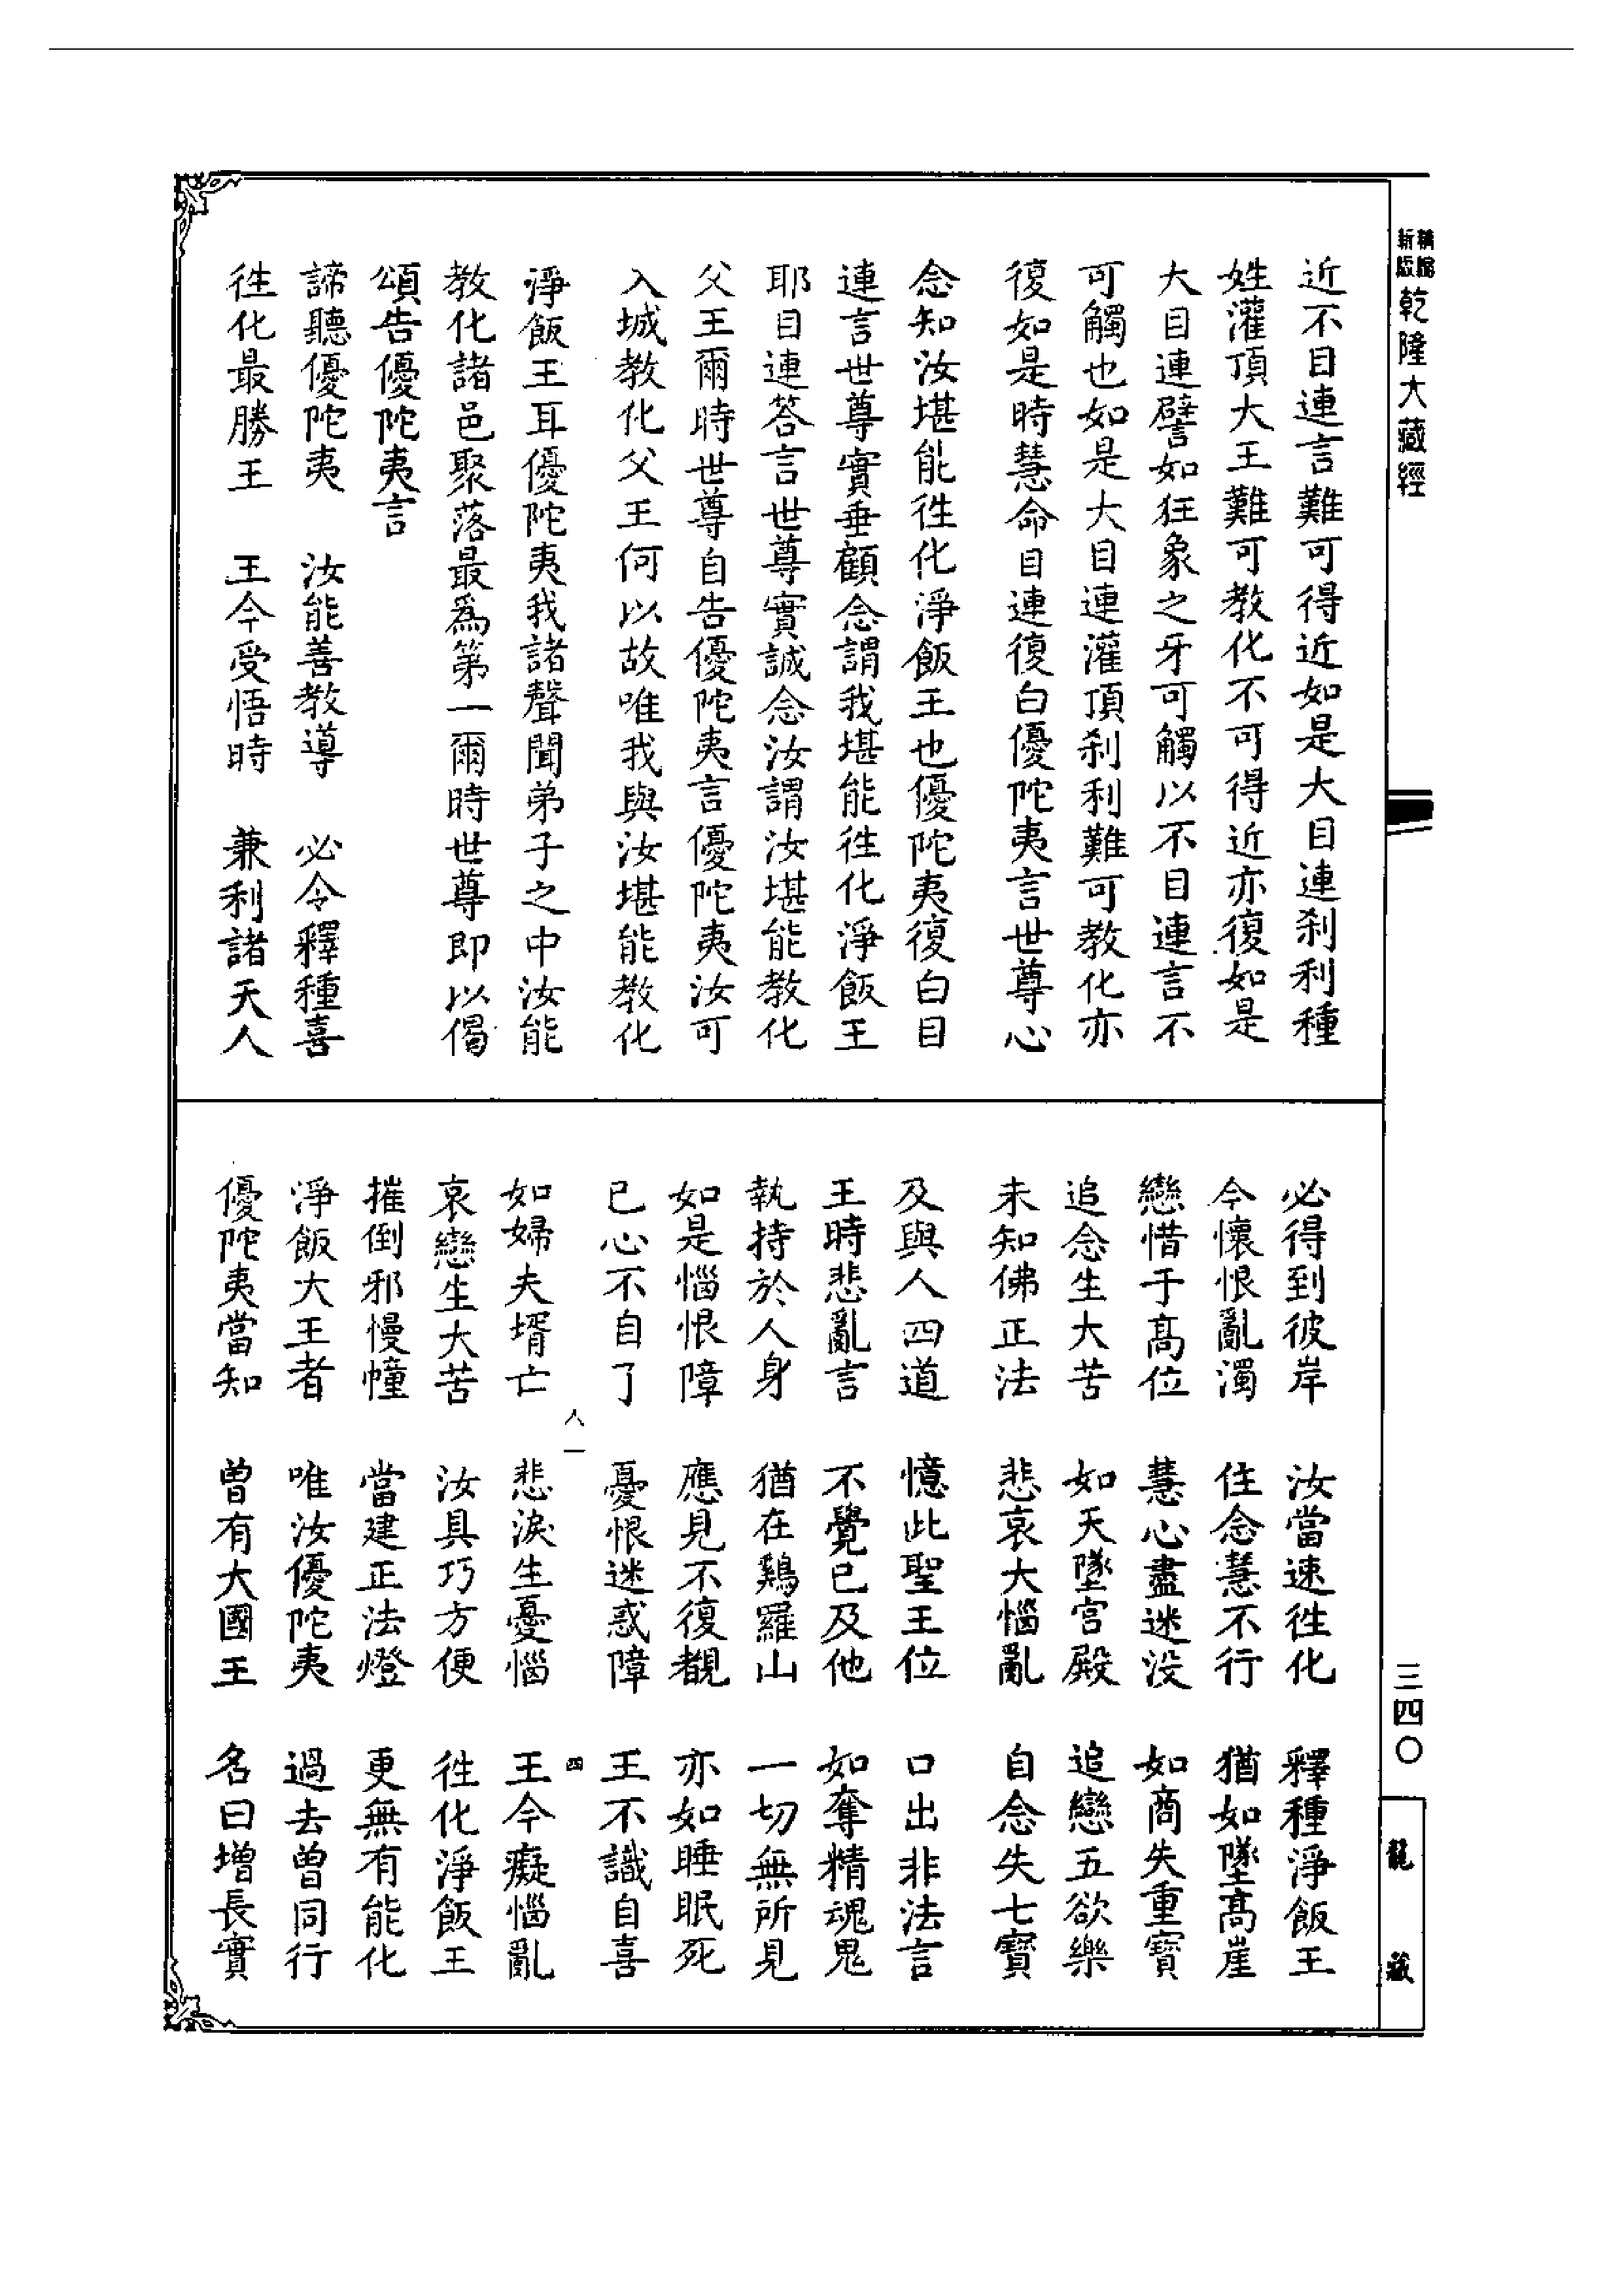 新版精縮乾隆大藏經
近不目連言難可得近如是大目連刹利種
姓灌頂大王難可教化不可得近亦復如是
大目連譬如狂象之牙可觸以不目連言不
可觸也如是大目連灌頂刹利難可教化亦
復如是時慧命目連復白優陀夷言世尊心
念知汝堪能徃化淨飯王也優陀夷復白目
連言世尊實垂顧念謂我堪能徃化淨飯王
耶目連答言世尊實誠念汝謂汝堪能教化
父王爾時世尊自告優陀夷言優陀夷汝可
入城教化父王何以故唯我與汝堪能教化
淨飯王耳優陀夷我諸聲聞弟子之中汝能
教化諸邑聚落最爲第一爾時世尊即以偈
頌告優陀夷言
諦聽優陀夷　汝能善教導　必令釋種喜
徃化最勝王　王今受悟時　兼利諸天人
必得到彼岸　汝當速徃化　釋種淨飯王
今懷恨亂濁　住念慧不行　猶如墜高崖
戀惜于高位　慧心盡迷没　如商失重寶
追念生大苦　如天墜宫殿　追戀五欲樂
未知佛正法　悲哀大惱亂　自念失七寶
及與人四道　憶此聖王位　口出非法言
王時悲亂言　不覺已及他　如奪精魂鬼
執持於人身　猶在鷄羅山　一切無所見
如是惱恨障　應見不復覩　亦如睡眠死
已心不自了　憂恨迷惑障　王不識自喜
人一　四
如婦夫壻亡　悲淚生憂惱　王今癡惱亂
哀戀生大苦　汝具巧方便　徃化淨飯王
摧倒邪慢幢　當建正法燈　更無有能化
淨飯大王者　唯汝優陀夷　過去曾同行
優陀夷當知　曾有大國王　名曰增長實
三四〇
龍藏